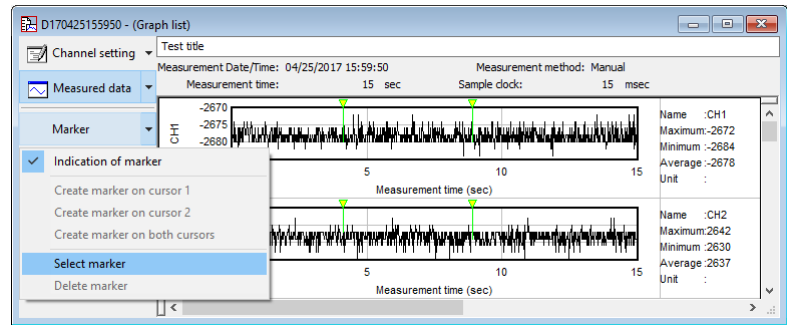 D170425155950 - (Graph list)
Channel setting
Test title
Measurement Date/Time: 04/25/2017 15:59:50 Measurement method: Manual
Measured data
Measurement time: 15 sec Sample clock: 15 msec
Marker
CH1
-2670
-2675
-2680
5 10 15
Measurement time (sec)
Name :CH1
Maximum:-2672
Minimum :-2684
Average :-2678
Unit :
Indication of marker
Create marker on cursor 1
Create marker on cursor 2
Create marker on both cursors
Select marker
Delete marker
5 10 15
Measurement time (sec)
Name :CH2
Maximum:2642
Minimum :2630
Average :2637
Unit :